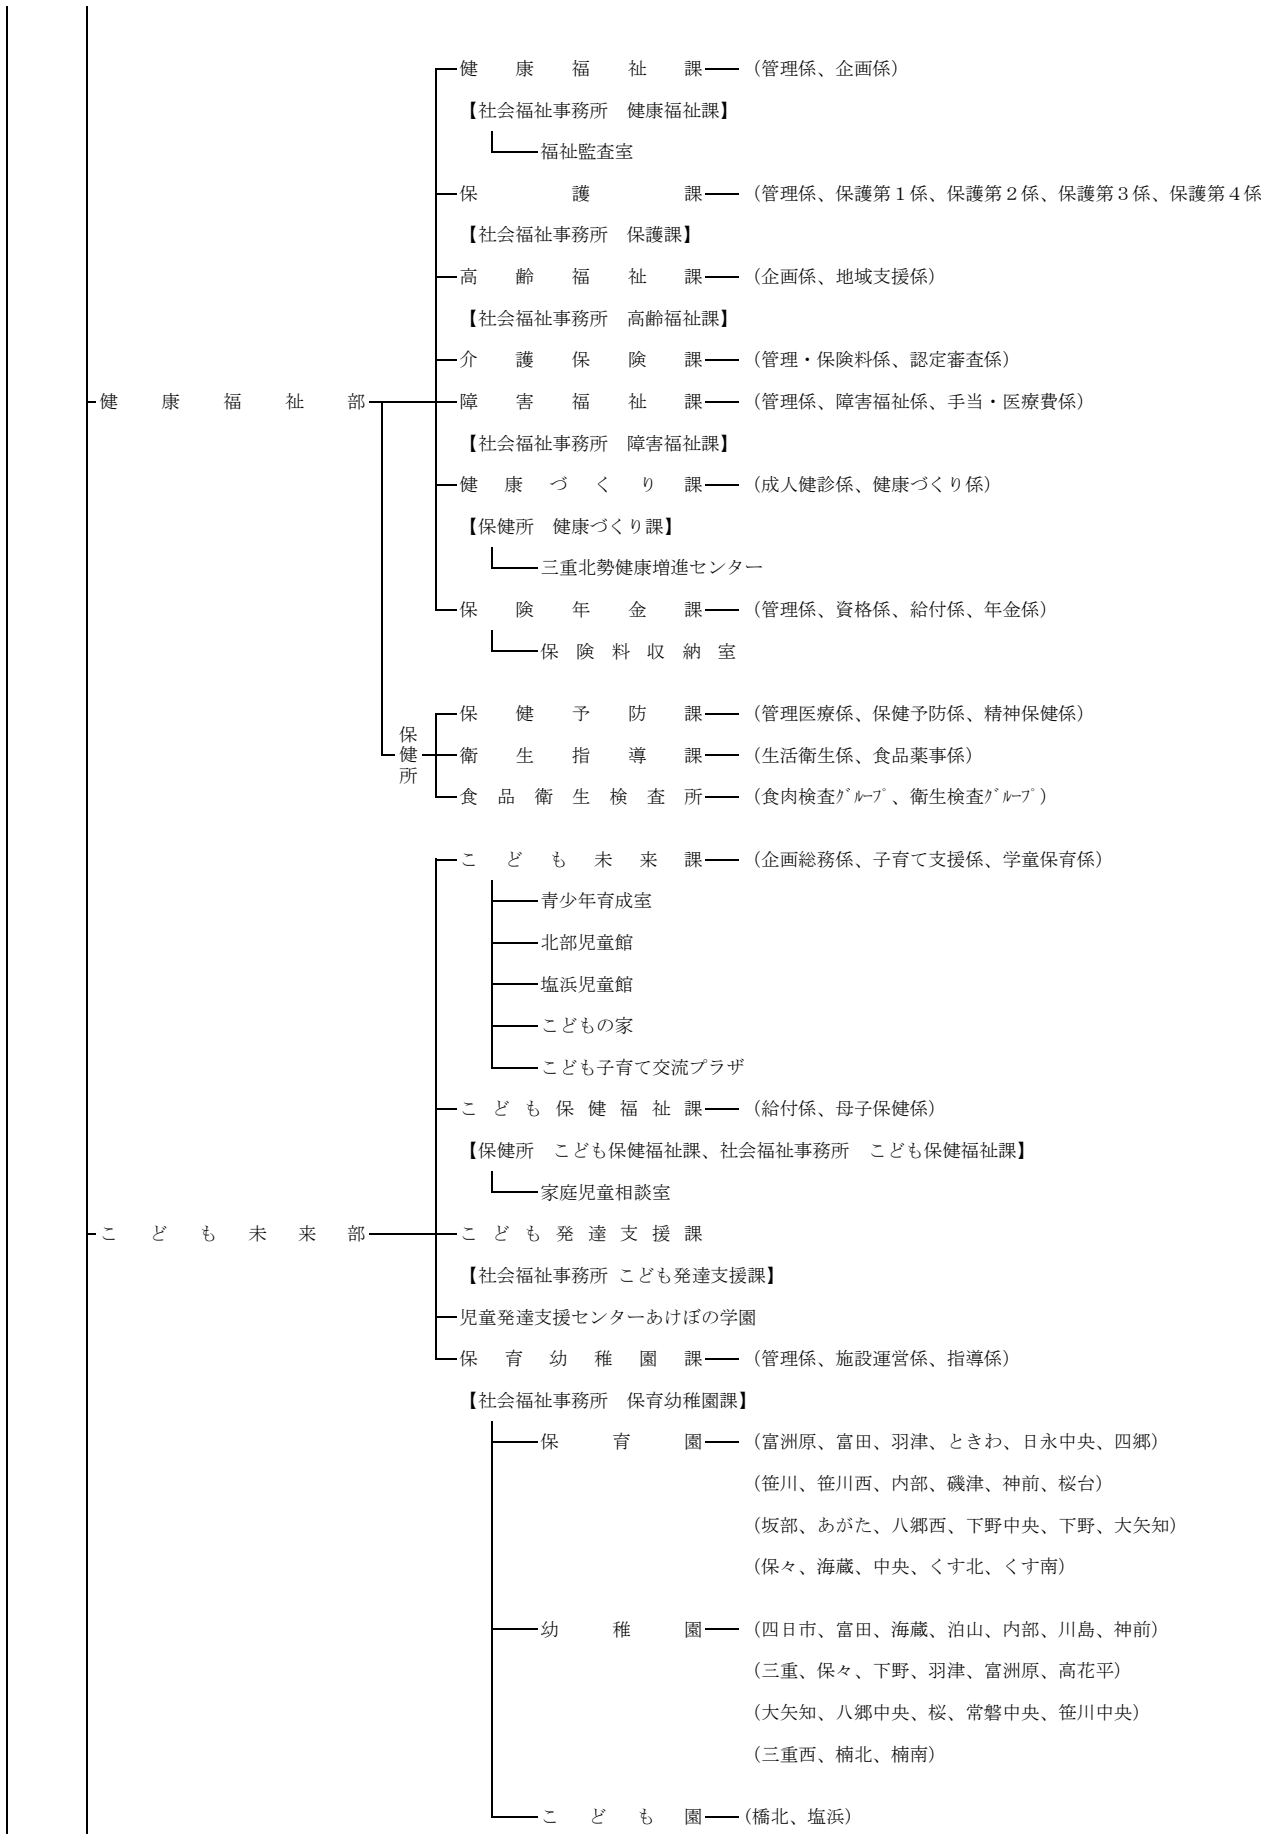 健康福祉課 （管理係、企画係）
【社会福祉事務所　健康福祉課】
福祉監査室
保護課 （管理係、保護第１係、保護第２係、保護第３係、保護第４係
【社会福祉事務所　保護課】
高齢福祉課 （企画係、地域支援係）
【社会福祉事務所　高齢福祉課】
介護保険課 （管理・保険料係、認定審査係）
健康福祉部 障害福祉課 （管理係、障害福祉係、手当・医療費係）
【社会福祉事務所　障害福祉課】
健康づくり課 （成人健診係、健康づくり係）
【保健所　健康づくり課】
三重北勢健康増進センター
保険年金課 （管理係、資格係、給付係、年金係）
保険料収納室
保健予防課 （管理医療係、保健予防係、精神保健係）
保健所 衛生指導課 （生活衛生係、食品薬事係）
食品衛生検査所 （食肉検査ｸﾞﾙｰﾌﾟ、衛生検査ｸﾞﾙｰﾌﾟ）
こども未来課 （企画総務係、子育て支援係、学童保育係）
青少年育成室
北部児童館
塩浜児童館
こどもの家
こども子育て交流プラザ
こども保健福祉課 （給付係、母子保健係）
【保健所　こども保健福祉課、社会福祉事務所　こども保健福祉課】
家庭児童相談室
こども未来部 こども発達支援課
【社会福祉事務所 こども発達支援課】
児童発達支援センターあけぼの学園
保育幼稚園課 （管理係、施設運営係、指導係）
【社会福祉事務所　保育幼稚園課】
保育園 （富洲原、富田、羽津、ときわ、日永中央、四郷）
（笹川、笹川西、内部、磯津、神前、桜台）
（坂部、あがた、八郷西、下野中央、下野、大矢知）
（保々、海蔵、中央、くす北、くす南）
幼稚園 （四日市、富田、海蔵、泊山、内部、川島、神前）
（三重、保々、下野、羽津、富洲原、高花平）
（大矢知、八郷中央、桜、常磐中央、笹川中央）
（三重西、楠北、楠南）
こども園 （橋北、塩浜）